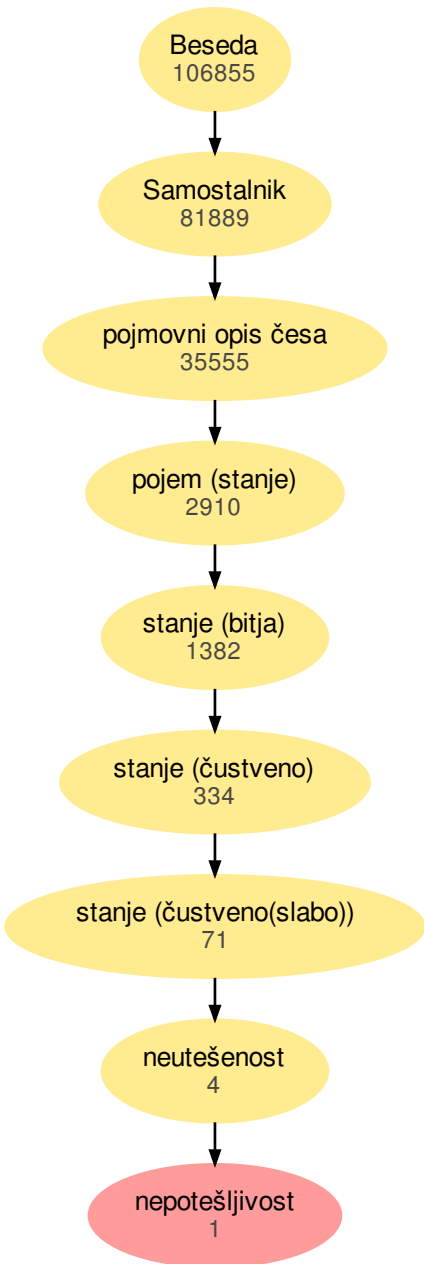 Beseda
106855
Samostalnik
81889
pojmovni opis česa
35555
pojem (stanje)
2910
stanje (bitja)
1382
stanje (čustveno)
334
stanje (čustveno(slabo))
71
neutešenost
4
nepotešljivost
1